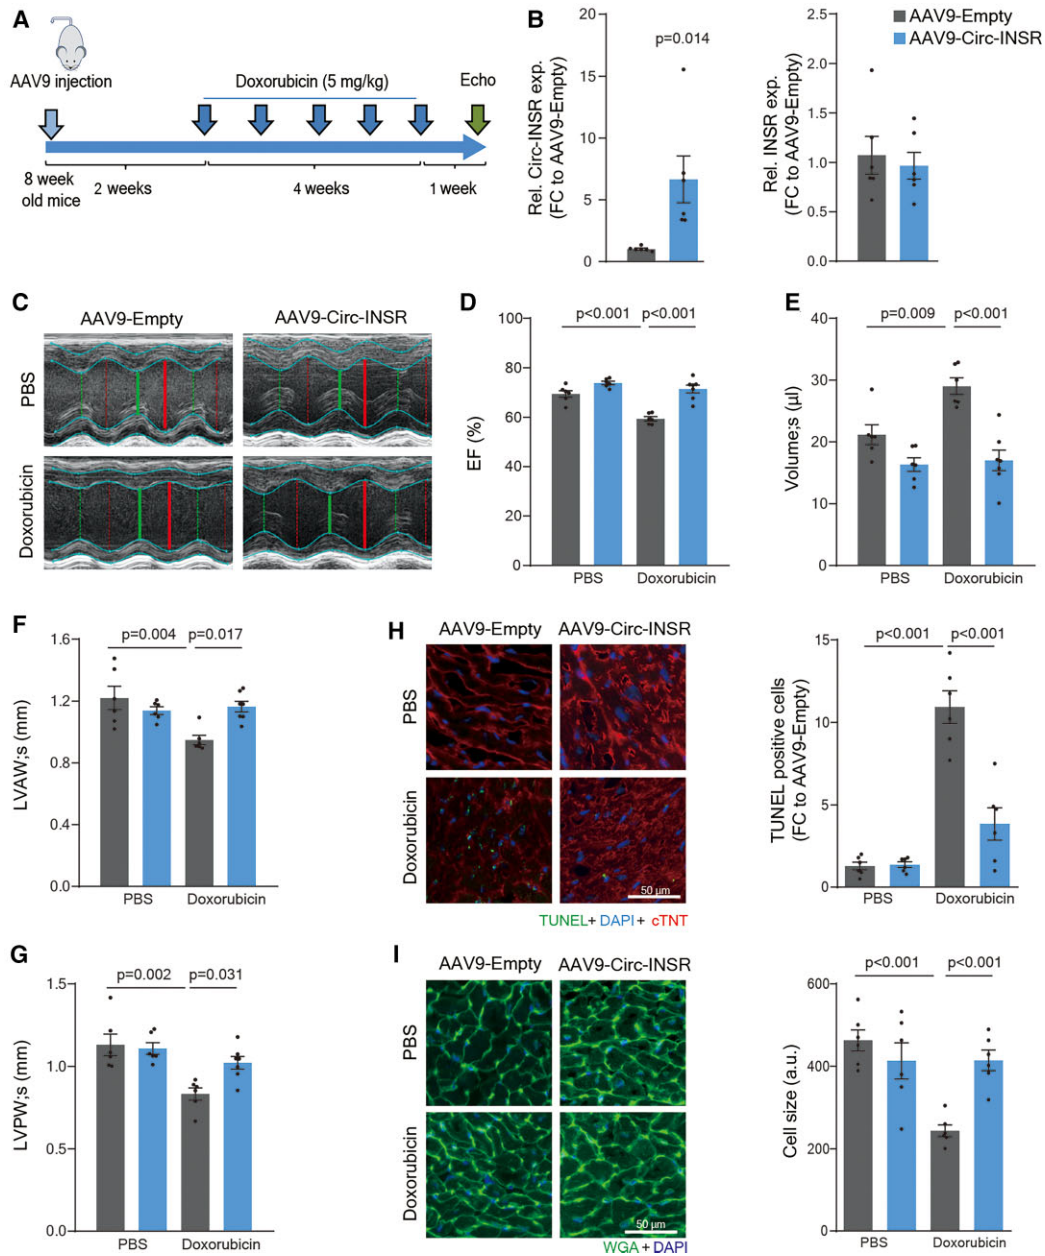 A
AAV9 injection
Doxorubicin (5 mg/kg)
Echo
8 week
old mice
2 weeks
4 weeks
1 week
B
Rel. Circ-INSR exp.
(FC to AAV9-Empty)
20
15
10
5
0
p=0.014
Rel. INSR exp.
(FC to AAV9-Empty)
2.5
2.0
1.5
1.0
0.5
0.0
AAV9-Empty
AAV9-Circ-INSR
C
AAV9-Empty
AAV9-Circ-INSR
PBS
Doxorubicin
D
EF (%)
100
80
60
40
20
0
p<0.001
p<0.001
PBS
Doxorubicin
E
Volume;s (µl)
40
30
20
10
0
p=0.009
p<0.001
PBS
Doxorubicin
F
LVAW;s (mm)
1.6
1.2
0.8
0.4
0.0
p=0.004
p=0.017
PBS
Doxorubicin
H
AAV9-Empty
AAV9-Circ-INSR
PBS
Doxorubicin
50 µm
TUNEL+ DAPI + cTNT
TUNEL positive cells
(FC to AAV9-Empty)
15
10
5
0
p<0.001
p<0.001
PBS
Doxorubicin
G
LVPW;s (mm)
1.5
1.0
0.5
0.0
p=0.002
p=0.031
PBS
Doxorubicin
I
AAV9-Empty
AAV9-Circ-INSR
PBS
Doxorubicin
50 µm
WGA + DAPI
Cell size (a.u.)
600
400
200
0
p<0.001
p<0.001
PBS
Doxorubicin